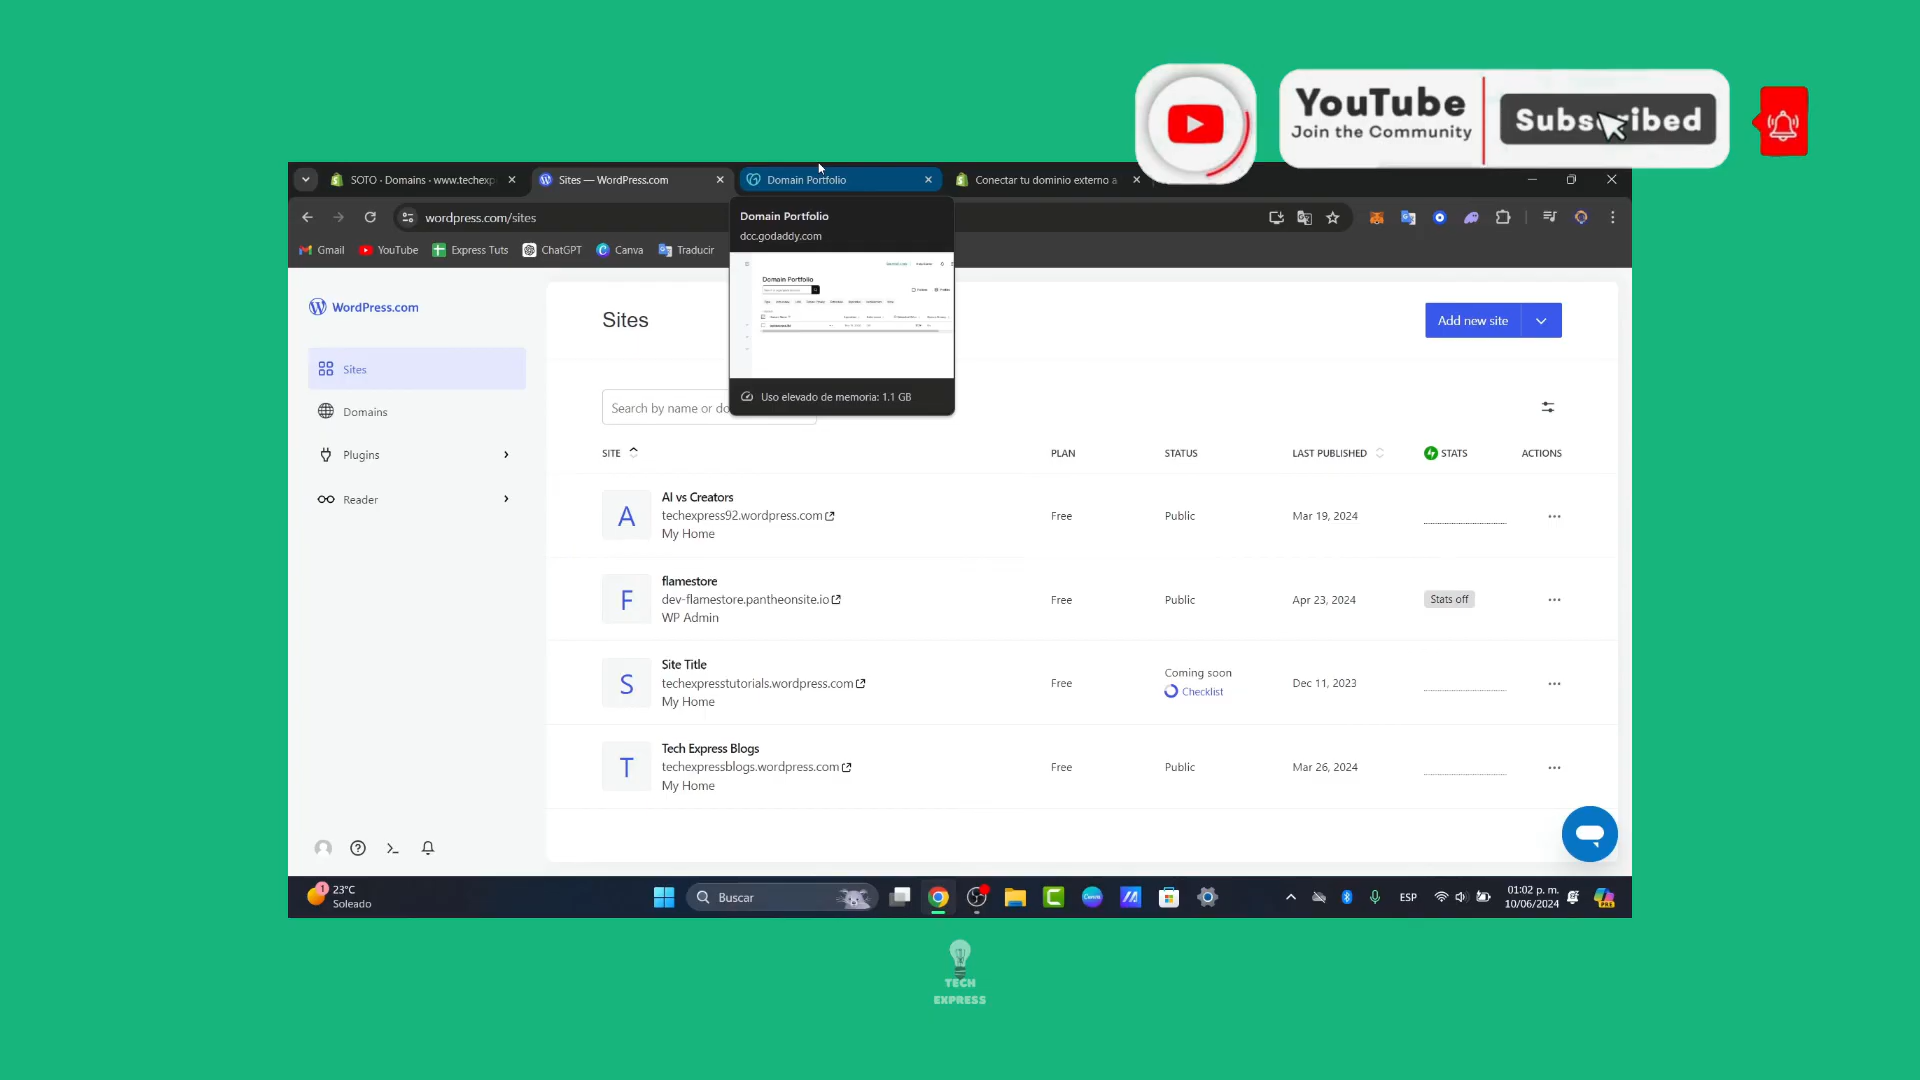 YouTube
Join the Community
Subscribed
SOTO · Domains · www.techexp
Sites — WordPress.com
Domain Portfolio
Conectar tu dominio externo a
wordpress.com/sites
Gmail
YouTube
Express Tuts
ChatGPT
Canva
Traducir
Domain Portfolio
dcc.godaddy.com
Domain Portfolio
Uso elevado de memoria: 1.1 GB
WordPress.com
Sites
Domains
Plugins
Reader
Sites
Add new site
Search by name or do
SITE
PLAN
STATUS
LAST PUBLISHED
STATS
ACTIONS
A
AI vs Creators
techexpress92.wordpress.com
My Home
Free
Public
Mar 19, 2024
F
flamestore
dev-flamestore.pantheonsite.io
WP Admin
Free
Public
Apr 23, 2024
Stats off
S
Site Title
techexpresstutorials.wordpress.com
My Home
Free
Coming soon
Checklist
Dec 11, 2023
T
Tech Express Blogs
techexpressblogs.wordpress.com
My Home
Free
Public
Mar 26, 2024
1
23°C
Soleado
Buscar
ESP
01:02 p. m.
10/06/2024
TECH
EXPRESS